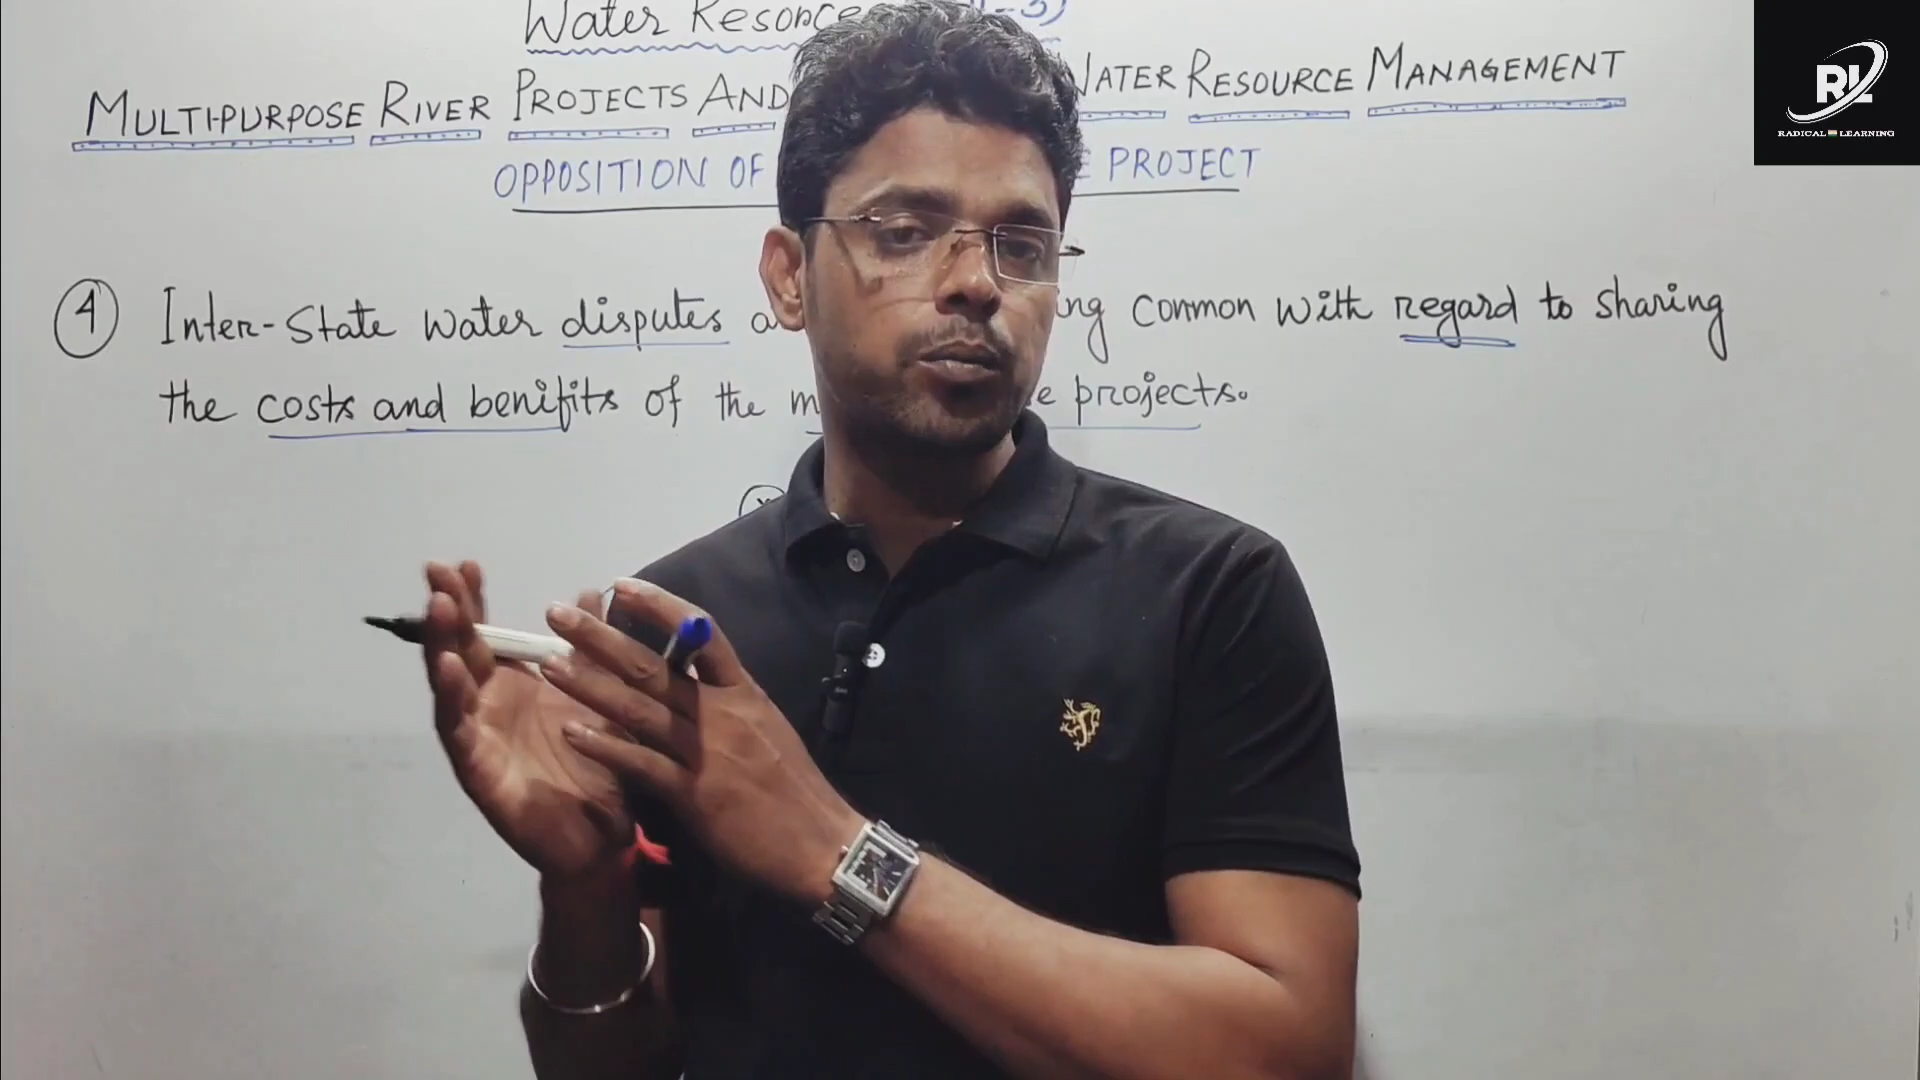 Water Resorce
MULTI-PURPOSE RIVER PROJECTS AND WATER RESOURCE MANAGEMENT
OPPOSITION OF PROJECT
4 Inter-State water disputes common with regard to sharing
the costs and benifits of the projects.
RL
RADICAL LEARNING